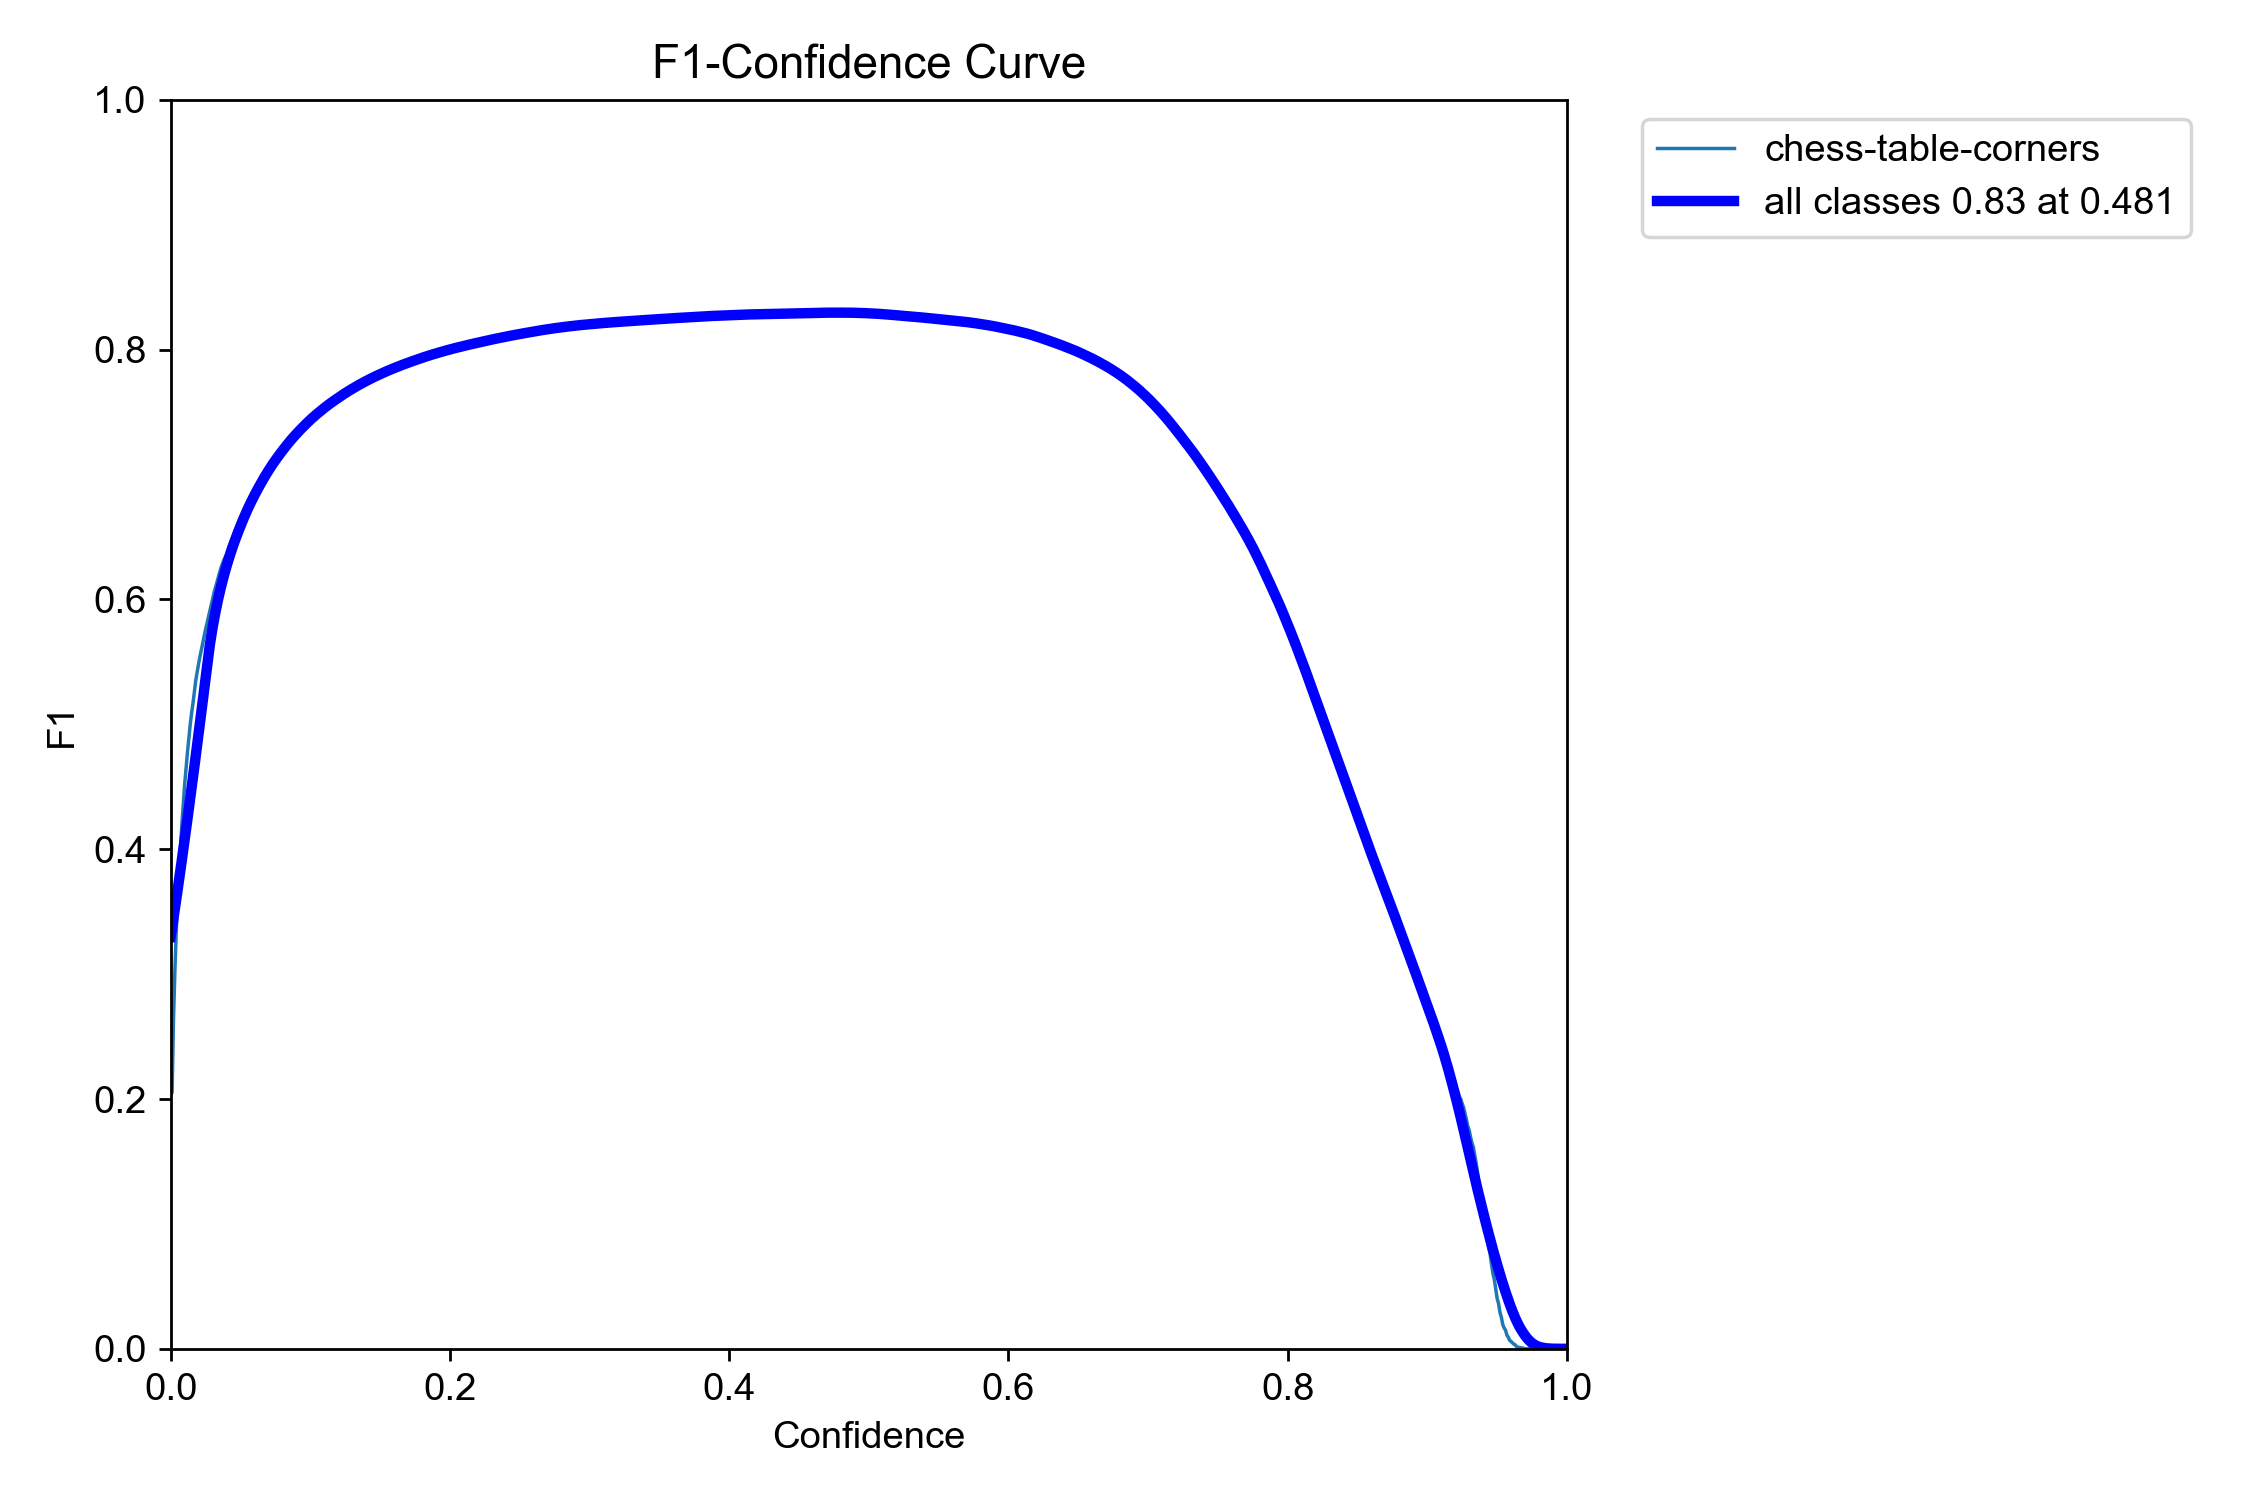 F1-Confidence Curve
1.0
0.8
0.6
0.4
0.2
0.0
F1
0.0 0.2 0.4 0.6 0.8 1.0
Confidence
chess-table-corners
all classes 0.83 at 0.481